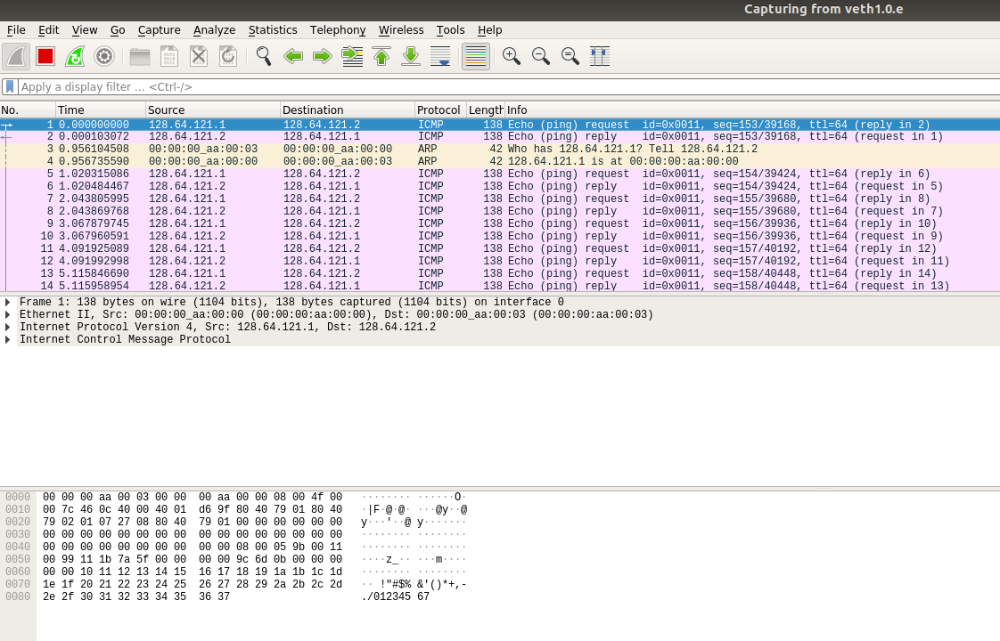 Capturing from veth1.0.e
File Edit View Go Capture Analyze Statistics Telephony Wireless Tools Help
Apply a display filter ... <Ctrl-/>
No. Time Source Destination Protocol Length Info
1 0.000000000 128.64.121.1 128.64.121.2 ICMP 138 Echo (ping) request id=0x0011, seq=153/39168, ttl=64 (reply in 2)
2 0.000103072 128.64.121.2 128.64.121.1 ICMP 138 Echo (ping) reply id=0x0011, seq=153/39168, ttl=64 (request in 1)
3 0.956104508 00:00:00_aa:00:03 00:00:00_aa:00:00 ARP 42 Who has 128.64.121.1? Tell 128.64.121.2
4 0.956735590 00:00:00_aa:00:00 00:00:00_aa:00:03 ARP 42 128.64.121.1 is at 00:00:00:aa:00:00
5 1.020315086 128.64.121.1 128.64.121.2 ICMP 138 Echo (ping) request id=0x0011, seq=154/39424, ttl=64 (reply in 6)
6 1.020484467 128.64.121.2 128.64.121.1 ICMP 138 Echo (ping) reply id=0x0011, seq=154/39424, ttl=64 (request in 5)
7 2.043805995 128.64.121.1 128.64.121.2 ICMP 138 Echo (ping) request id=0x0011, seq=155/39680, ttl=64 (reply in 8)
8 2.043869768 128.64.121.2 128.64.121.1 ICMP 138 Echo (ping) reply id=0x0011, seq=155/39680, ttl=64 (request in 7)
9 3.067879745 128.64.121.1 128.64.121.2 ICMP 138 Echo (ping) request id=0x0011, seq=156/39936, ttl=64 (reply in 10)
10 3.067960591 128.64.121.2 128.64.121.1 ICMP 138 Echo (ping) reply id=0x0011, seq=156/39936, ttl=64 (request in 9)
11 4.091925089 128.64.121.1 128.64.121.2 ICMP 138 Echo (ping) request id=0x0011, seq=157/40192, ttl=64 (reply in 12)
12 4.091992998 128.64.121.2 128.64.121.1 ICMP 138 Echo (ping) reply id=0x0011, seq=157/40192, ttl=64 (request in 11)
13 5.115846690 128.64.121.1 128.64.121.2 ICMP 138 Echo (ping) request id=0x0011, seq=158/40448, ttl=64 (reply in 14)
14 5.115958954 128.64.121.2 128.64.121.1 ICMP 138 Echo (ping) reply id=0x0011, seq=158/40448, ttl=64 (request in 13)
Frame 1: 138 bytes on wire (1104 bits), 138 bytes captured (1104 bits) on interface 0
Ethernet II, Src: 00:00:00_aa:00:00 (00:00:00:aa:00:00), Dst: 00:00:00_aa:00:03 (00:00:00:aa:00:03)
Internet Protocol Version 4, Src: 128.64.121.1, Dst: 128.64.121.2
Internet Control Message Protocol
0000 00 00 00 aa 00 03 00 00 00 aa 00 00 08 00 4f 00 ········ ······O·
0010 00 7c 46 0c 40 00 40 01 d6 9f 80 40 79 01 80 40 ·|F·@·@· ···@y··@
0020 79 02 01 07 27 08 80 40 79 01 00 00 00 00 00 00 y···'··@ y·······
0030 00 00 00 00 00 00 00 00 00 00 00 00 00 00 00 00 ········ ········
0040 00 00 00 00 00 00 00 00 00 00 08 00 05 9b 00 11 ········ ········
0050 00 99 11 1b 7a 5f 00 00 00 00 9c 6d 0b 00 00 00 ····z_·· ···m····
0060 00 00 10 11 12 13 14 15 16 17 18 19 1a 1b 1c 1d ········ ········
0070 1e 1f 20 21 22 23 24 25 26 27 28 29 2a 2b 2c 2d ·· !"#$% &'()*+,-
0080 2e 2f 30 31 32 33 34 35 36 37 ./012345 67